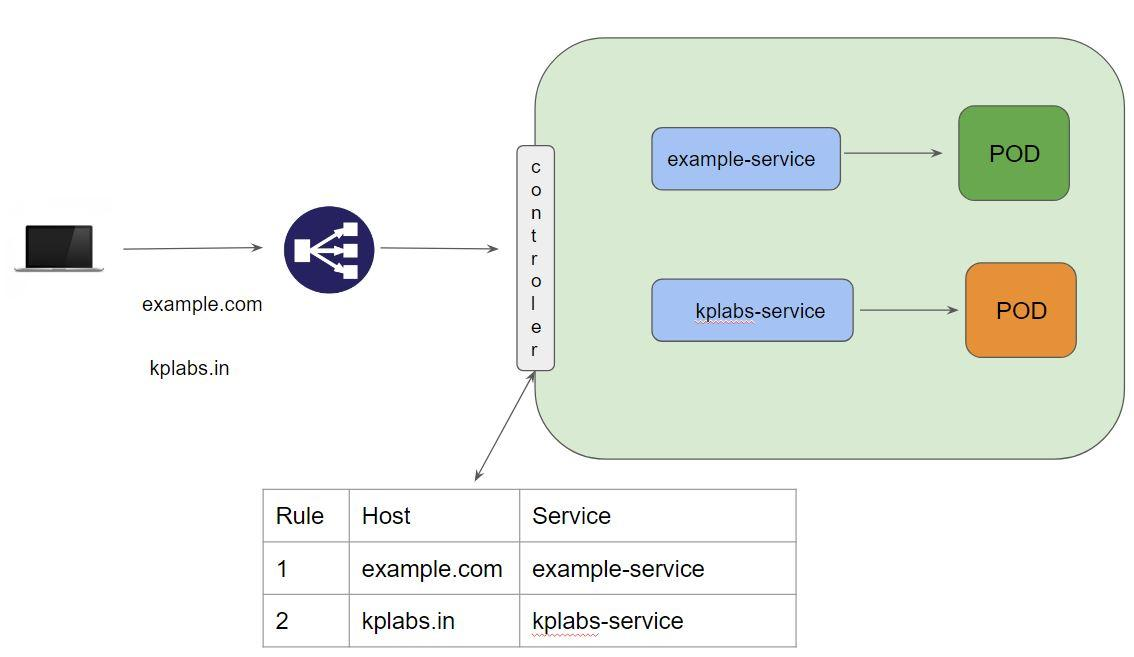 example.com
kplabs.in
controler
example-service
POD
kplabs-service
POD
Rule Host Service
1 example.com example-service
2 kplabs.in kplabs-service